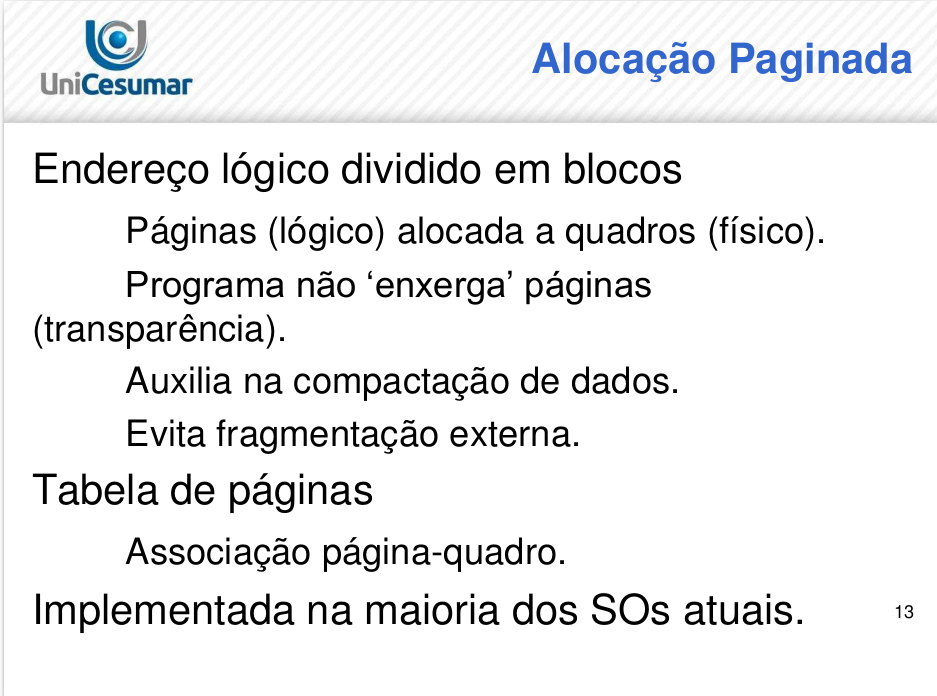 UniCesumar
Alocação Paginada
Endereço lógico dividido em blocos
Páginas (lógico) alocada a quadros (físico).
Programa não ‘enxerga’ páginas
(transparência).
Auxilia na compactação de dados.
Evita fragmentação externa.
Tabela de páginas
Associação página-quadro.
Implementada na maioria dos SOs atuais.
13